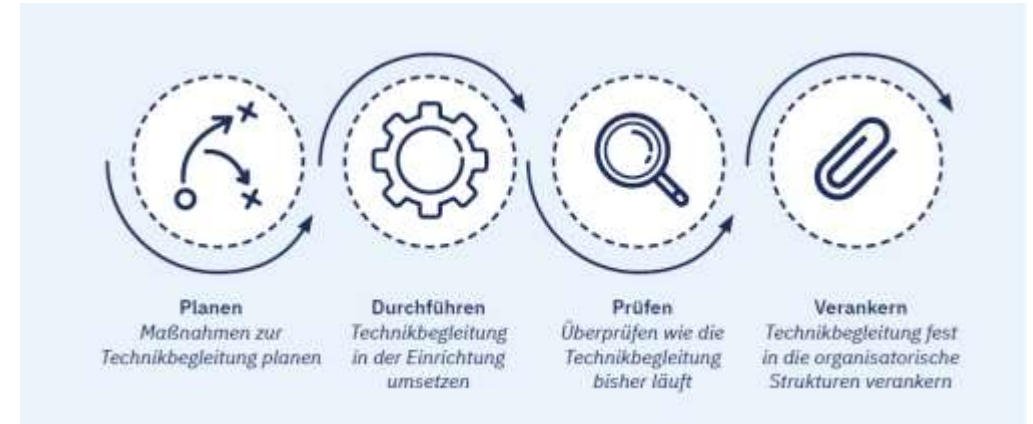 Planen
Maßnahmen zur
Technikbegleitung planen
Durchführen
Technikbegleitung
in der Einrichtung
umsetzen
Prüfen
Überprüfen wie die
Technikbegleitung
bisher läuft
Verankern
Technikbegleitung fest
in die organisatorische
Strukturen verankern